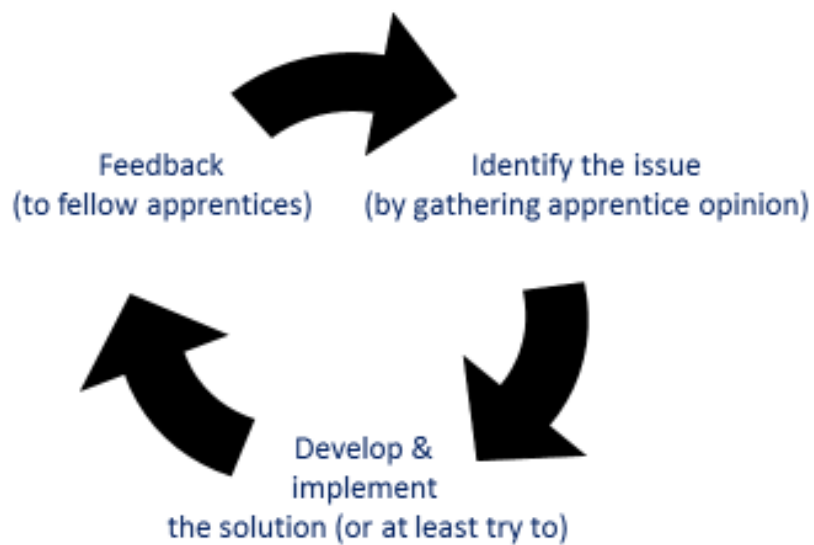 Feedback
(to fellow apprentices)
Identify the issue
(by gathering apprentice opinion)
Develop &
implement
the solution (or at least try to)